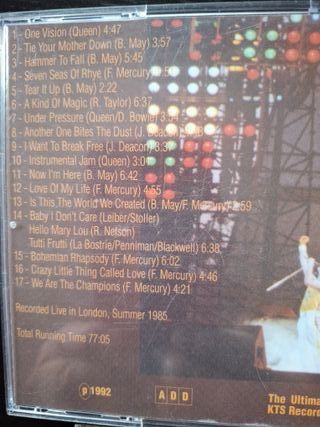 1 - One Vision (Queen) 4:47
2 - Tie Your Mother Down (B. May) 3:57
3 - Hammer To Fall (B. May) 5:45
4 - Seven Seas Of Rhye (F. Mercury)
5 - Tear It Up (B. May) 2.22
6 - A Kind Of Magic (R. Taylor) 6:37
7 - Under Pressure (Queen/D. Bowie) 3:54
8 - Another One Bites The Dust (J. Deacon)
9 - I Want To Break Free (J. Deacon) 3.37
10 - Instrumental Jam (Queen)
11 - Now I'm Here (B. May) 6:42
12 - Love Of My Life (F. Mercury) 4:55
13 - Is This The World We Created (B. May/F. Mercury) 2:59
14 - Baby I Don't Care (Leiber/Stoller)
Hello Mary Lou (R. Nelson)
Tutti Frutti (La Bostrie/Penniman/Blackwell) 6:38
15 - Bohemian Rhapsody (F. Mercury) 6:02
16 - Crazy Little Thing Called Love (F. Mercury) 4:46
17 - We Are The Champions (F. Mercury) 4:21
Recorded Live in London, Summer 1985
Total Running Time 77:05
p 1992
A D D
The Ultima
KTS Recor